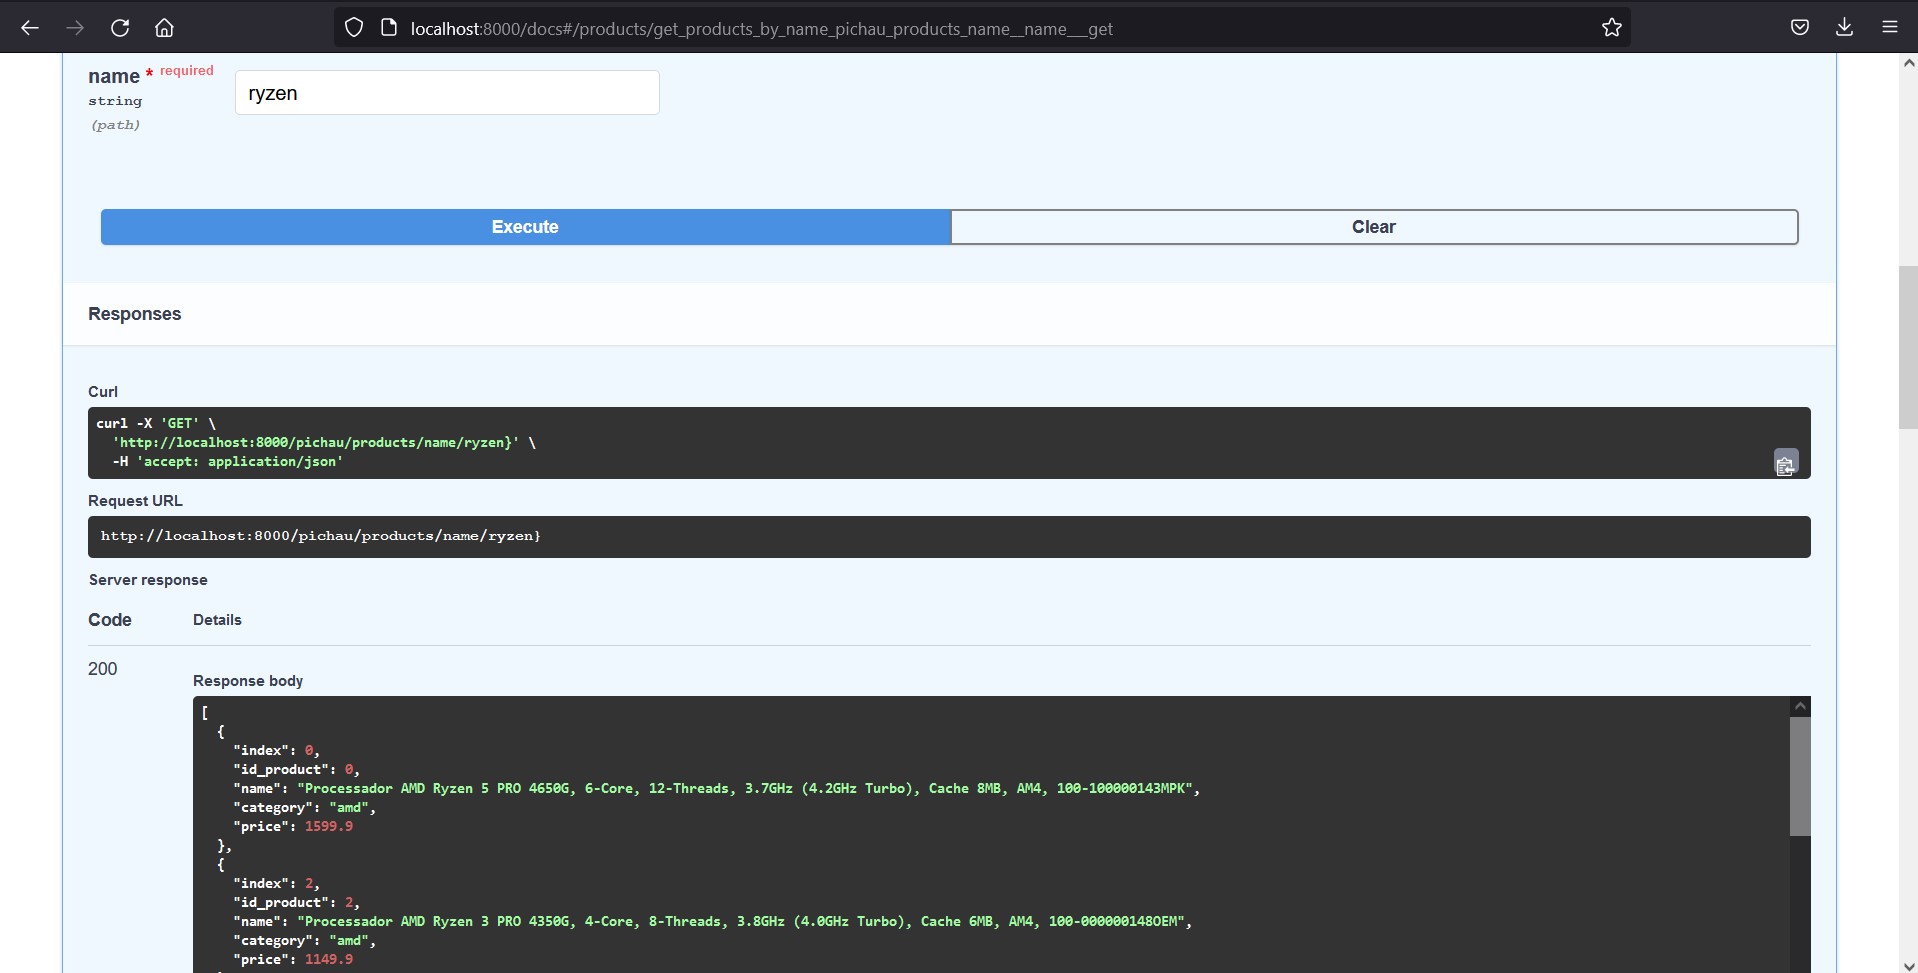 localhost:8000/docs#/products/get_products_by_name_pichau_products_name__name___get
name * required
string
(path)
ryzen
Execute
Clear
Responses
Curl
curl -X 'GET' \
'http://localhost:8000/pichau/products/name/ryzen}' \
-H 'accept: application/json'
Request URL
http://localhost:8000/pichau/products/name/ryzen}
Server response
Code
Details
200
Response body
[
{
"index": 0,
"id_product": 0,
"name": "Processador AMD Ryzen 5 PRO 4650G, 6-Core, 12-Threads, 3.7GHz (4.2GHz Turbo), Cache 8MB, AM4, 100-100000143MPK",
"category": "amd",
"price": 1599.9
},
{
"index": 2,
"id_product": 2,
"name": "Processador AMD Ryzen 3 PRO 4350G, 4-Core, 8-Threads, 3.8GHz (4.0GHz Turbo), Cache 6MB, AM4, 100-000000148OEM",
"category": "amd",
"price": 1149.9